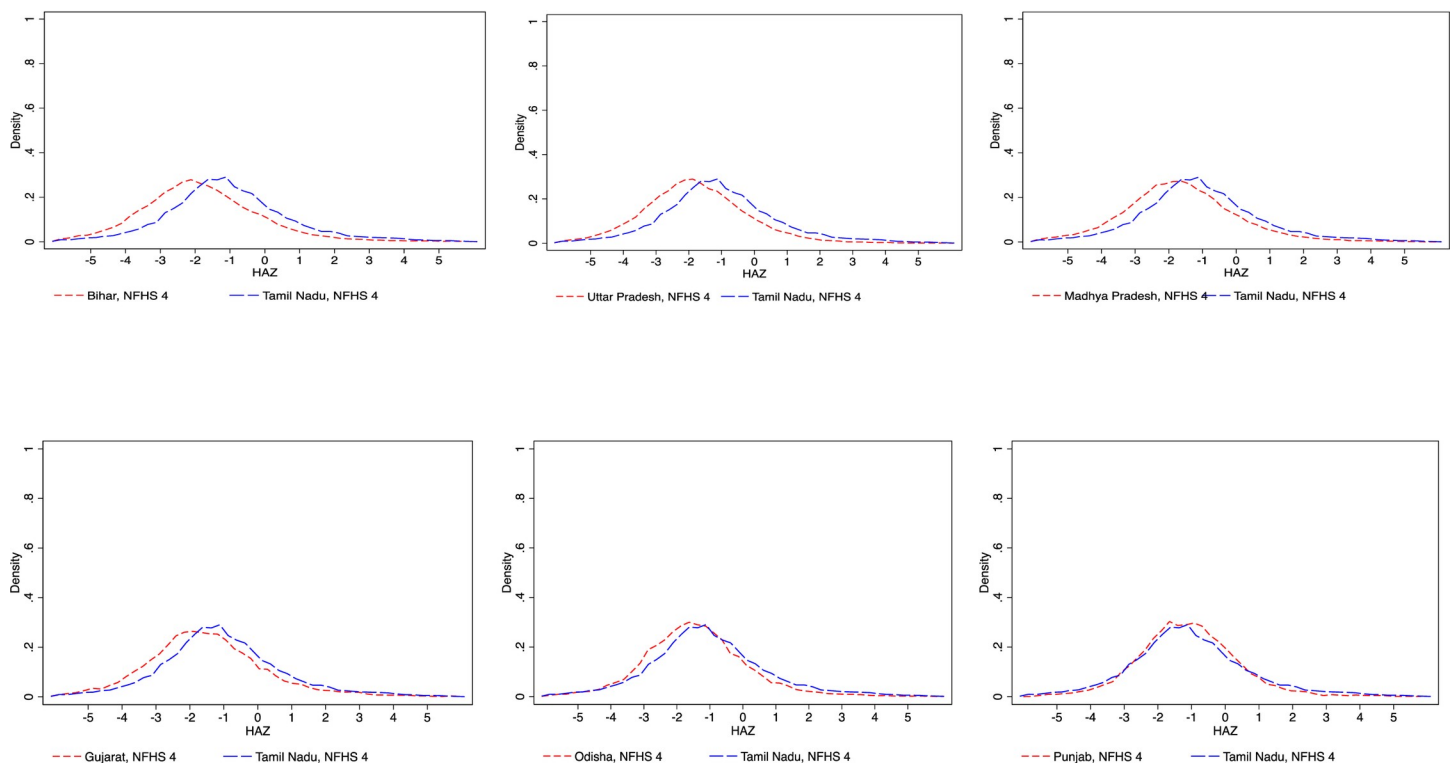 1
.8
.6
.4
.2
0
Density
-5 -4 -3 -2 -1 0 1 2 3 4 5
HAZ
Bihar, NFHS 4 Tamil Nadu, NFHS 4
1
.8
.6
.4
.2
0
Density
-5 -4 -3 -2 -1 0 1 2 3 4 5
HAZ
Uttar Pradesh, NFHS 4 Tamil Nadu, NFHS 4
1
.8
.6
.4
.2
0
Density
-5 -4 -3 -2 -1 0 1 2 3 4 5
HAZ
Madhya Pradesh, NFHS 4 Tamil Nadu, NFHS 4
1
.8
.6
.4
.2
0
Density
-5 -4 -3 -2 -1 0 1 2 3 4 5
HAZ
Gujarat, NFHS 4 Tamil Nadu, NFHS 4
1
.8
.6
.4
.2
0
Density
-5 -4 -3 -2 -1 0 1 2 3 4 5
HAZ
Odisha, NFHS 4 Tamil Nadu, NFHS 4
1
.8
.6
.4
.2
0
Density
-5 -4 -3 -2 -1 0 1 2 3 4 5
HAZ
Punjab, NFHS 4 Tamil Nadu, NFHS 4